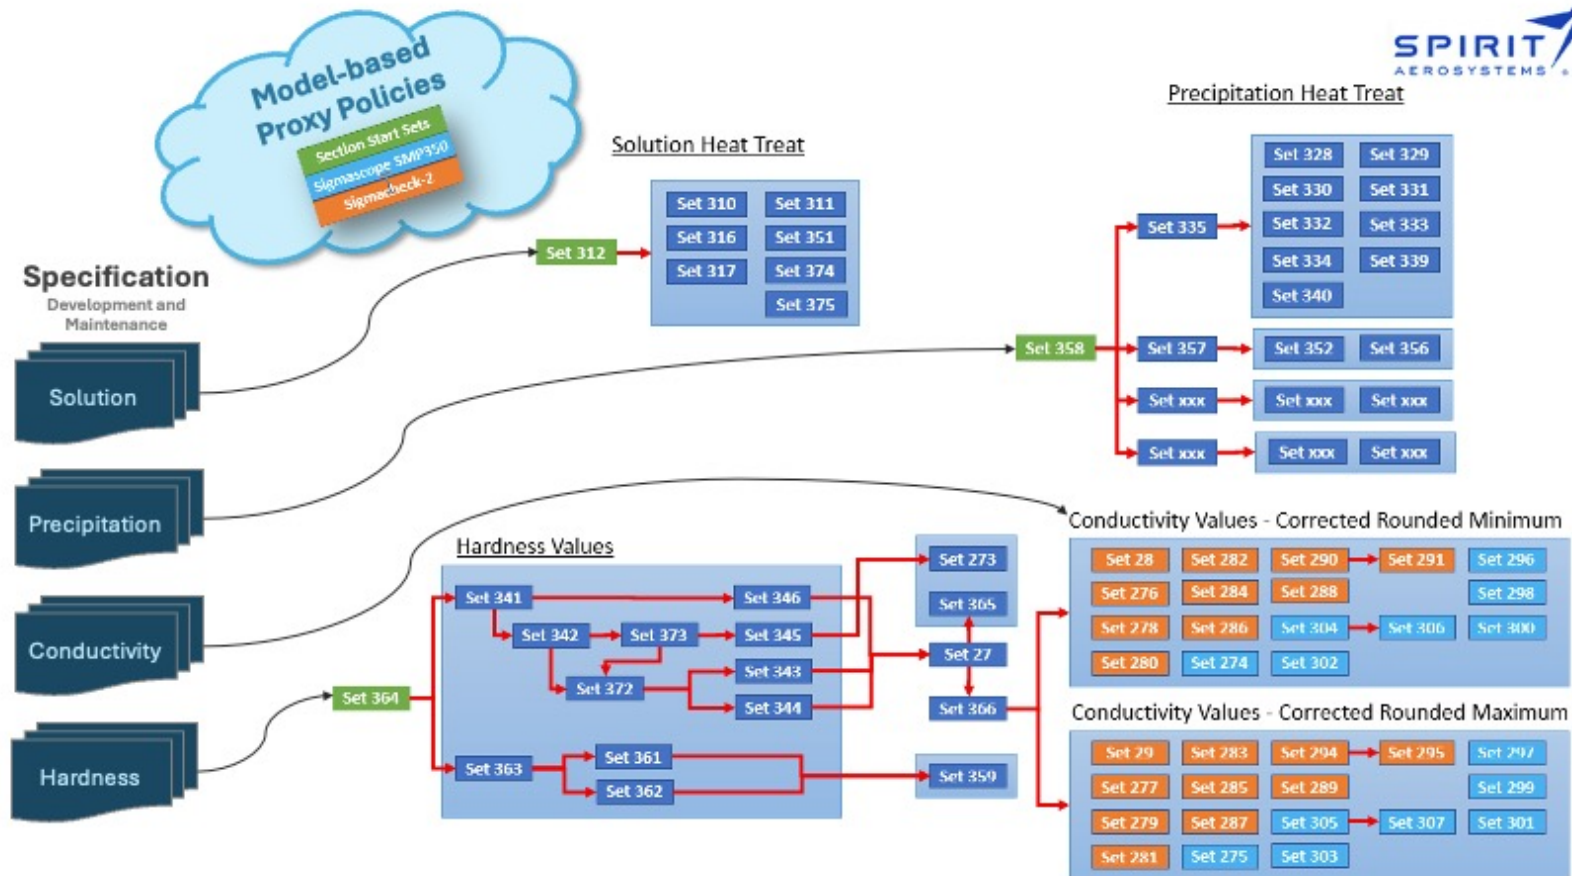 Model-based
Proxy Policies
Section Start Sets
Sigmascope SMP350
Sigmacheck-2
SPIRIT
AEROSYSTEMS
Solution Heat Treat
Set 312
Set 310 Set 311
Set 316 Set 351
Set 317 Set 374
Set 375
Precipitation Heat Treat
Set 358
Set 335
Set 328 Set 329
Set 330 Set 331
Set 332 Set 333
Set 334 Set 339
Set 340
Set 357 Set 352 Set 356
Set xxx Set xxx Set xxx
Set xxx Set xxx Set xxx
Specification
Development and
Maintenance
Solution
Precipitation
Conductivity
Hardness
Hardness Values
Set 364
Set 341 Set 346
Set 342 Set 373 Set 345
Set 372 Set 343
Set 344
Set 363 Set 361
Set 362
Set 273
Set 365
Set 27
Set 366
Set 359
Conductivity Values - Corrected Rounded Minimum
Set 28 Set 282 Set 290 Set 291 Set 296
Set 276 Set 284 Set 288 Set 298
Set 278 Set 286 Set 304 Set 306 Set 300
Set 280 Set 274 Set 302
Conductivity Values - Corrected Rounded Maximum
Set 29 Set 283 Set 294 Set 295 Set 297
Set 277 Set 285 Set 289 Set 299
Set 279 Set 287 Set 305 Set 307 Set 301
Set 281 Set 275 Set 303